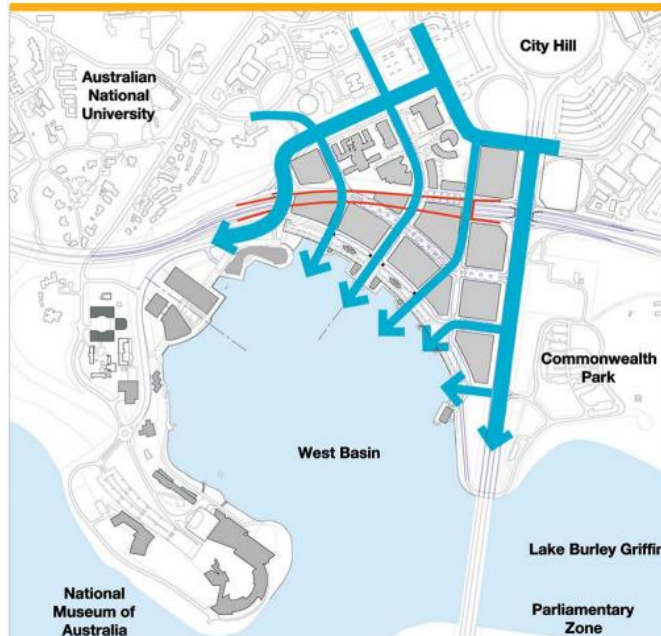 City Hill
Australian
National
University
Commonwealth
Park
West Basin
Lake Burley Griffin
National
Museum of
Australia
Parliamentary
Zone